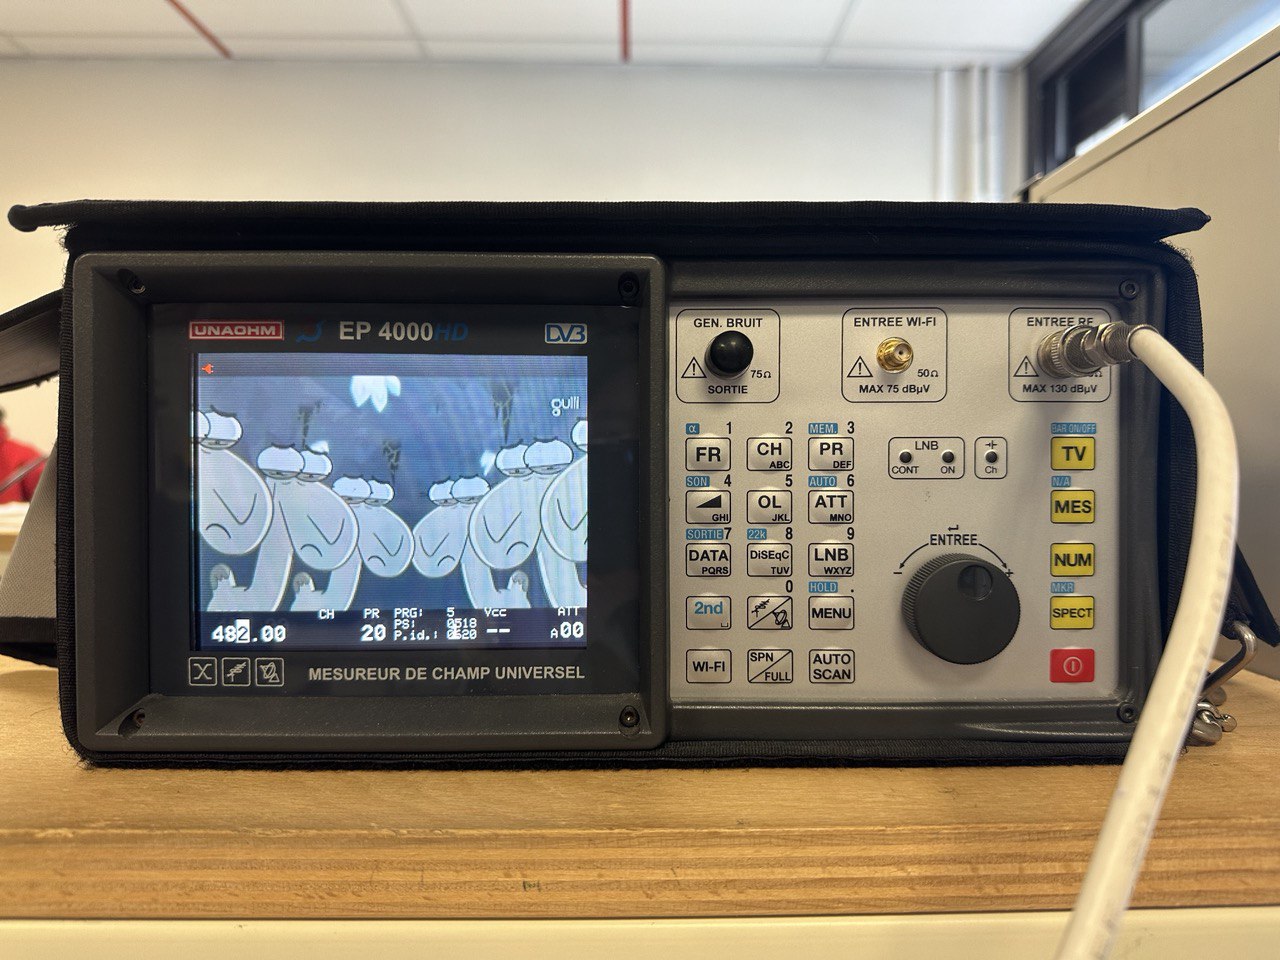 UNAOHM EP 4000HD DVB
gulli
CH PR PRG: 5 Vcc ATT
482.00 20 PS: 0518 -- A00
P.id.: 0620
MESUREUR DE CHAMP UNIVERSEL
GEN. BRUIT
75Ω
SORTIE
ENTREE WI-FI
50Ω
MAX 75 dBµV
ENTREE RF
MAX 130 dBµV
α 1 2 MEM. 3
FR CH ABC PR DEF
SON 4 5 AUTO 6
GHI OL JKL ATT MNO
SORTIE 7 22k 8 9
DATA PQRS DiSEqC TUV LNB WXYZ
0 HOLD .
2nd MENU
WI-FI SPN/FULL AUTO SCAN
LNB
CONT ON Ch
ENTREE
- +
BAR ON/OFF
TV
N/A
MES
NUM
MKR
SPECT